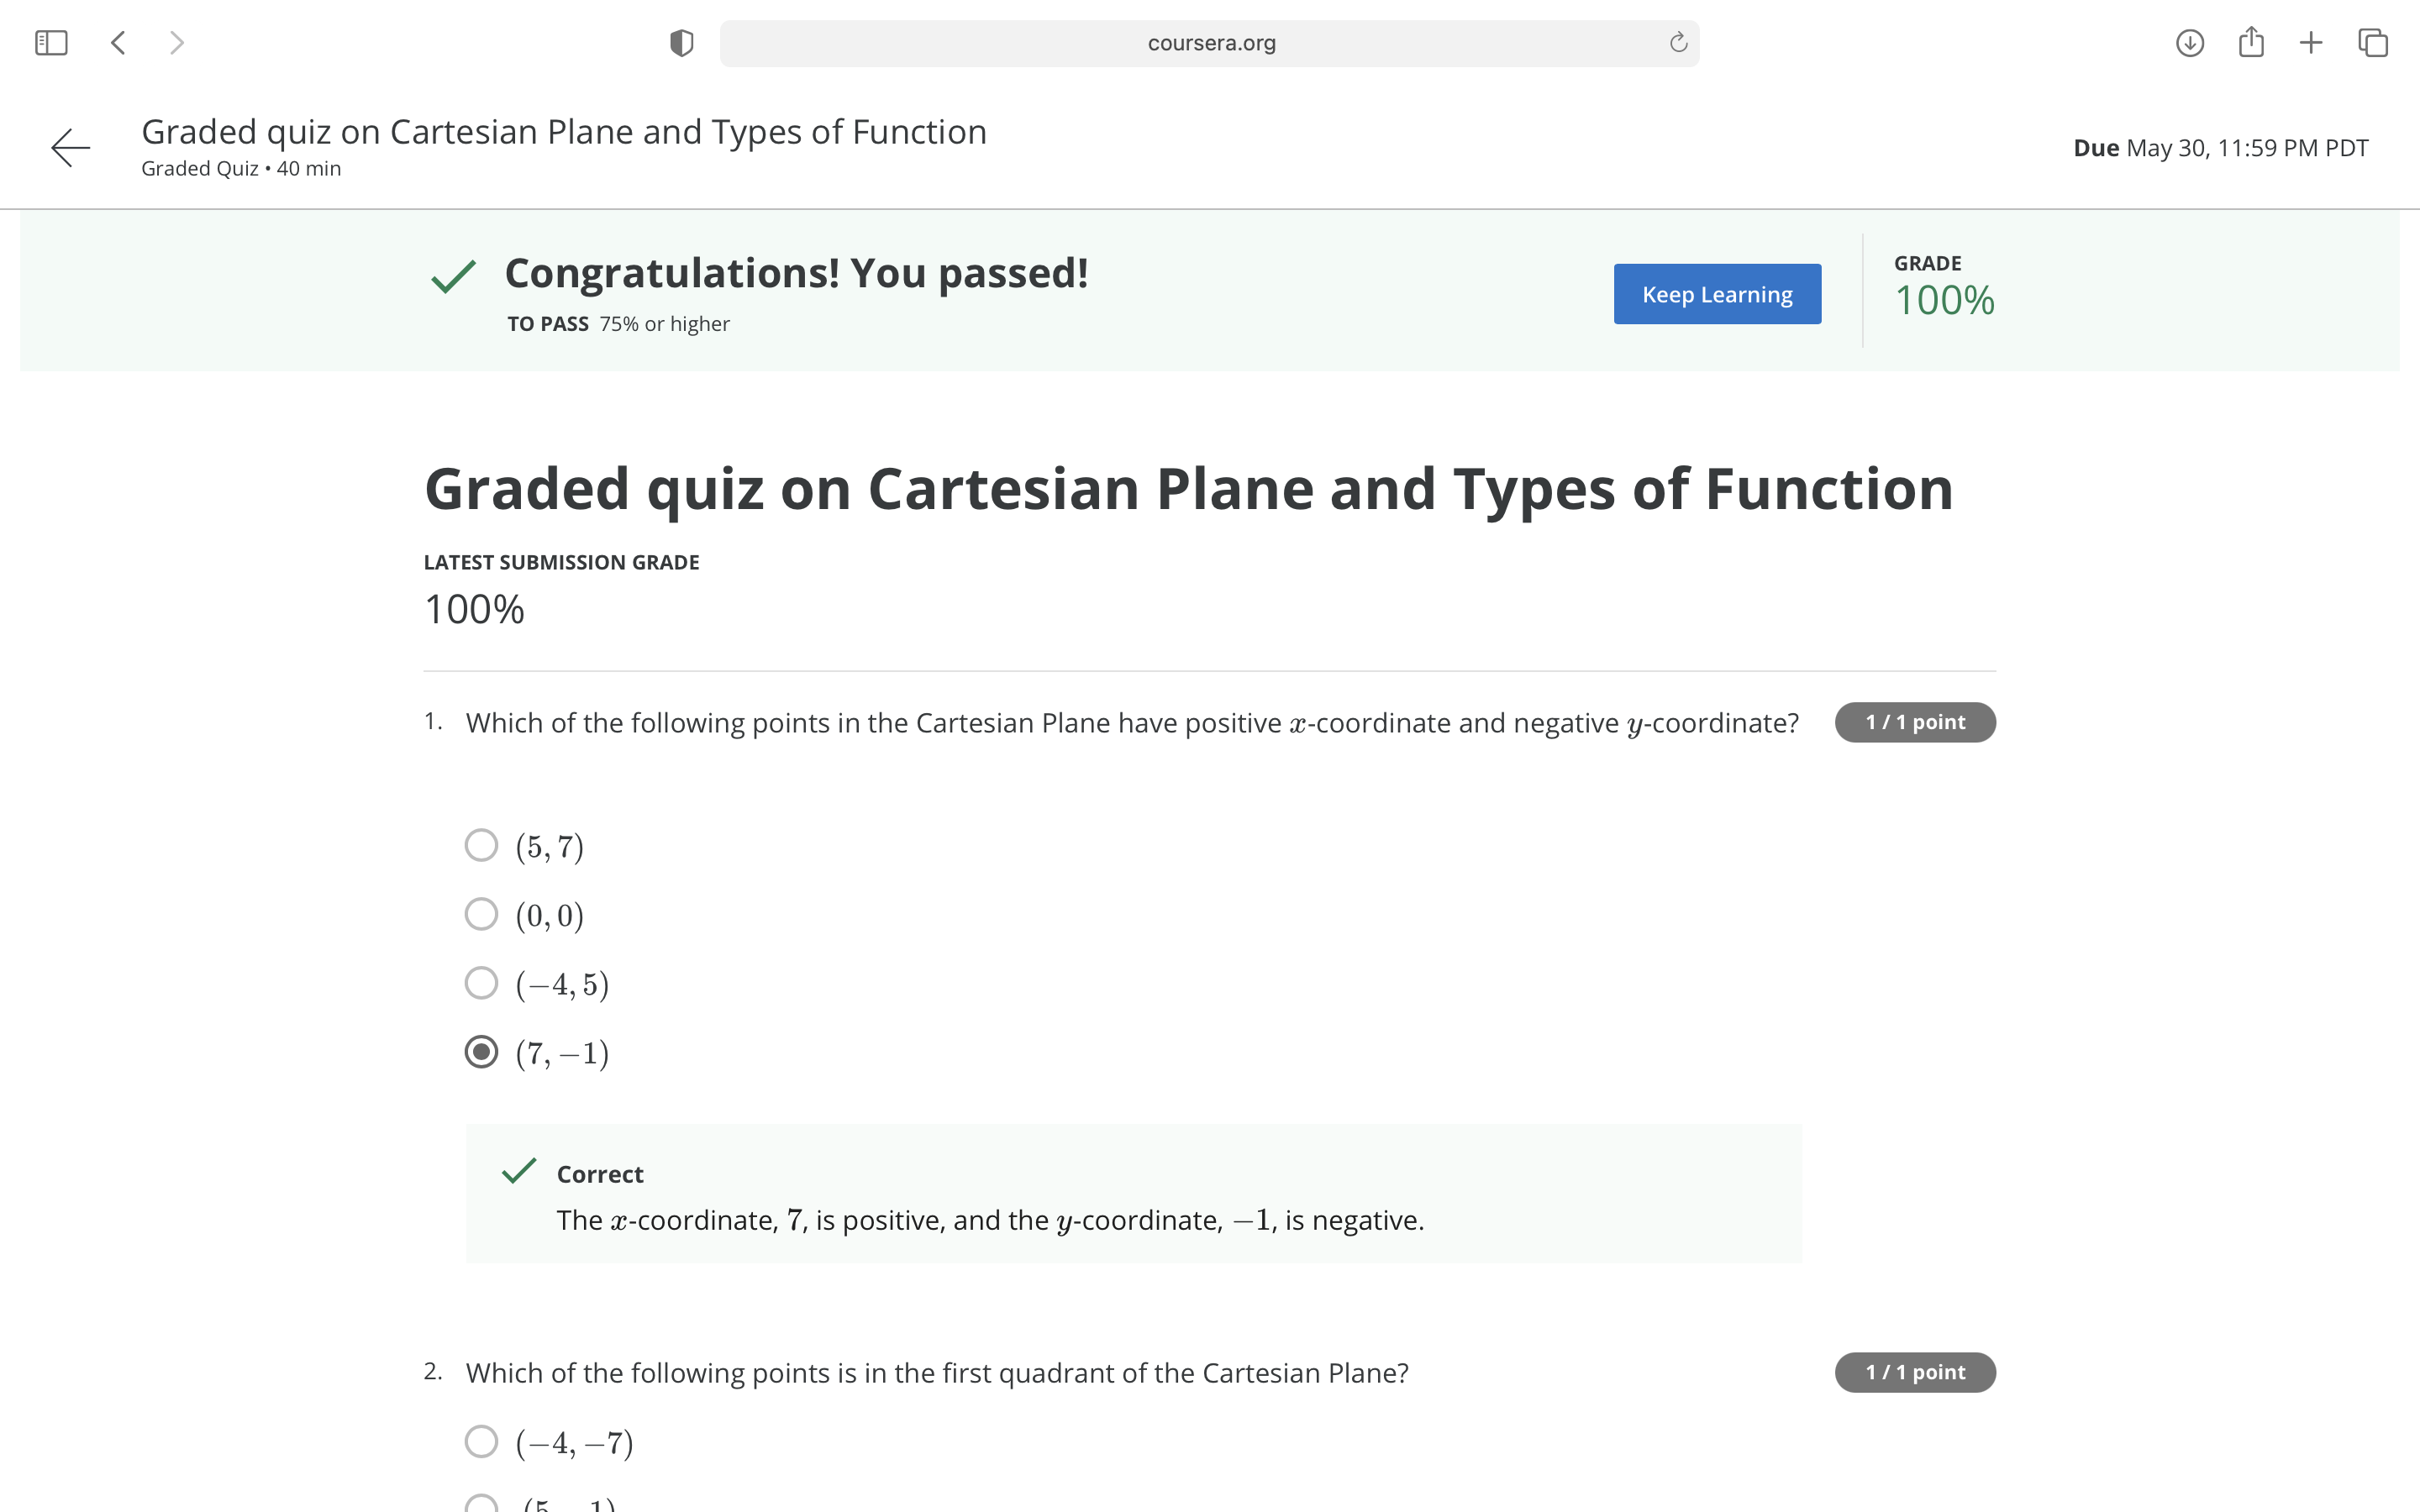 coursera.org
Graded quiz on Cartesian Plane and Types of Function
Graded Quiz • 40 min
Due May 30, 11:59 PM PDT
Congratulations! You passed!
TO PASS 75% or higher
Keep Learning
GRADE
100%
Graded quiz on Cartesian Plane and Types of Function
LATEST SUBMISSION GRADE
100%
1. Which of the following points in the Cartesian Plane have positive x-coordinate and negative y-coordinate? 1 / 1 point
(5, 7)
(0, 0)
(−4, 5)
(7, −1)
Correct
The x-coordinate, 7, is positive, and the y-coordinate, −1, is negative.
2. Which of the following points is in the first quadrant of the Cartesian Plane? 1 / 1 point
(−4, −7)